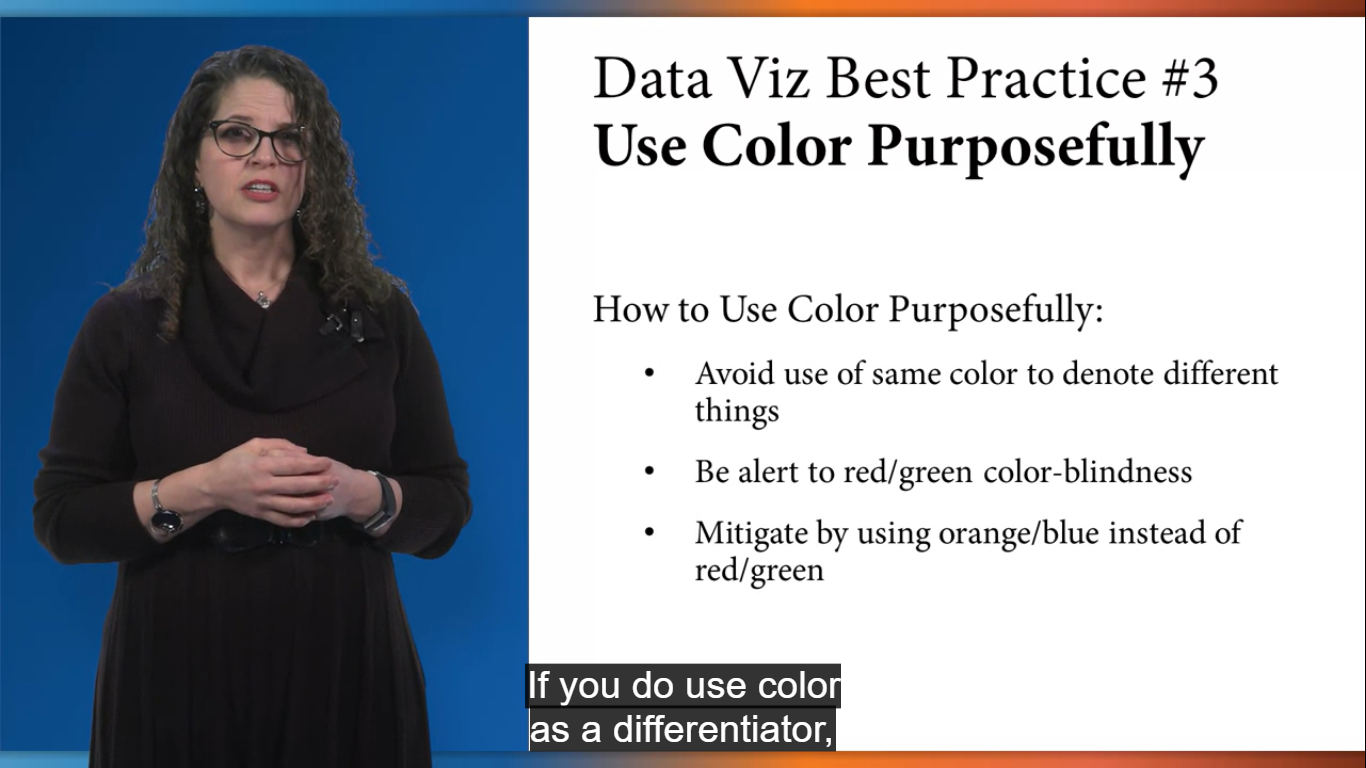 Data Viz Best Practice #3
Use Color Purposefully
How to Use Color Purposefully:
• Avoid use of same color to denote different
things
• Be alert to red/green color-blindness
• Mitigate by using orange/blue instead of
red/green
If you do use color
as a differentiator,